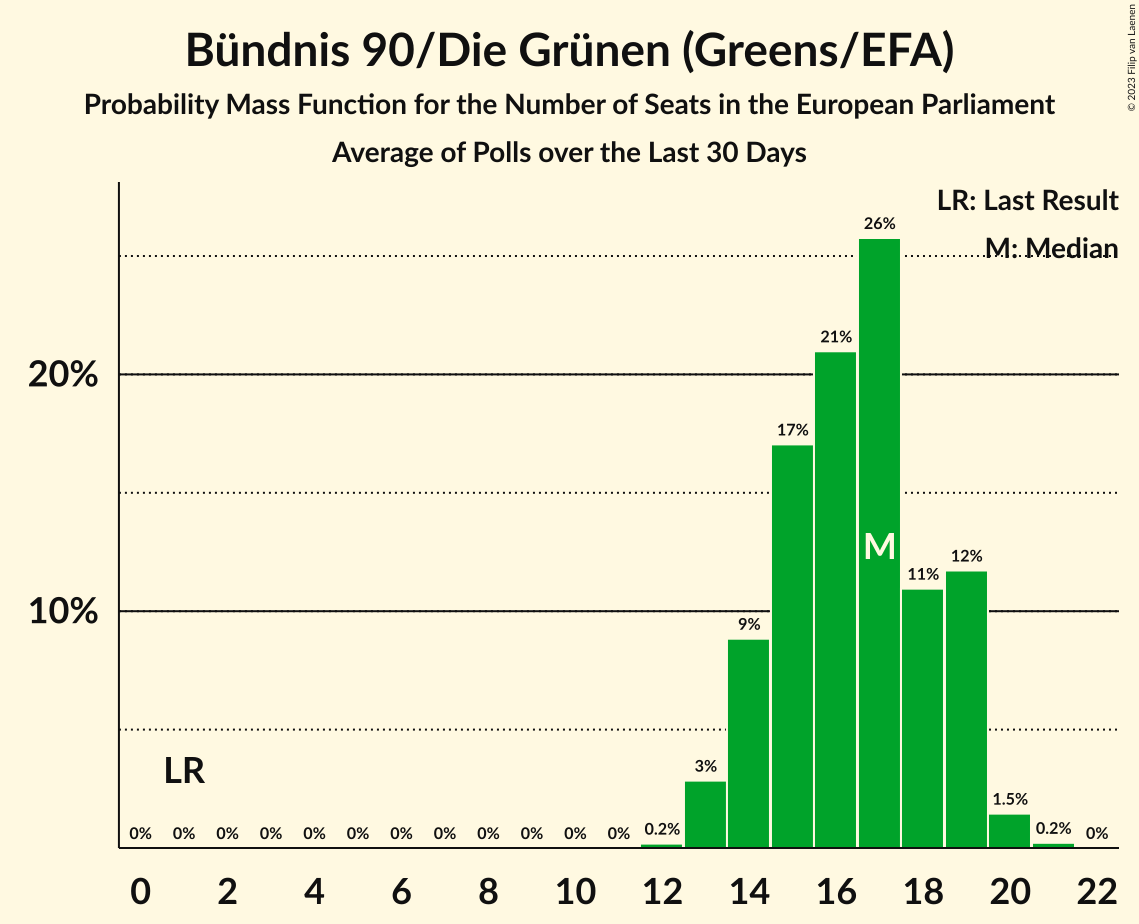 © 2023 Filip van Laenen
Bündnis 90/Die Grünen (Greens/EFA)
Probability Mass Function for the Number of Seats in the European Parliament
Average of Polls over the Last 30 Days
LR: Last Result
M: Median
26%
21%
20%
17%
M
12%
11%
10%
9%
LR
3%
1.5%
0% 0% 0% 0% 0% 0% 0% 0% 0% 0% 0% 0% 0.2% 0.2% 0%
0 2 4 6 8 10 12 14 16 18 20 22